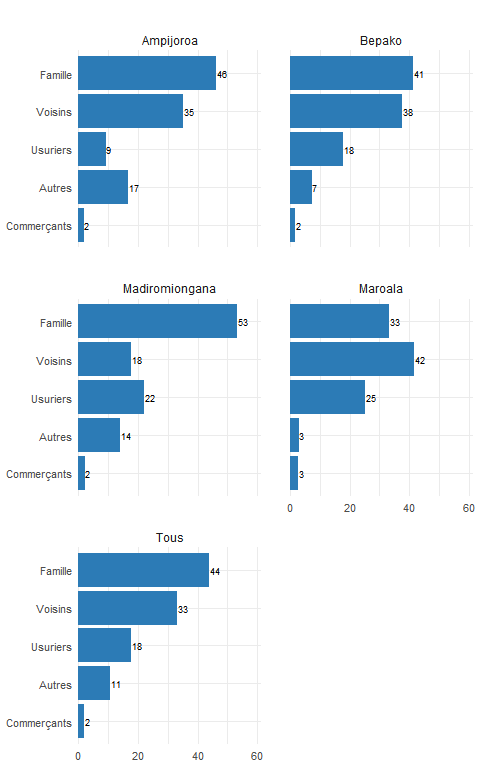 Ampijoroa
Bepako
Famille 46 41
Voisins 35 38
Usuriers 9 18
Autres 17 7
Commerçants 2 2
Madiromiongana
Maroala
Famille 53 33
Voisins 18 42
Usuriers 22 25
Autres 14 3
Commerçants 2 3
0 20 40 60
Tous
Famille 44
Voisins 33
Usuriers 18
Autres 11
Commerçants 2
0 20 40 60